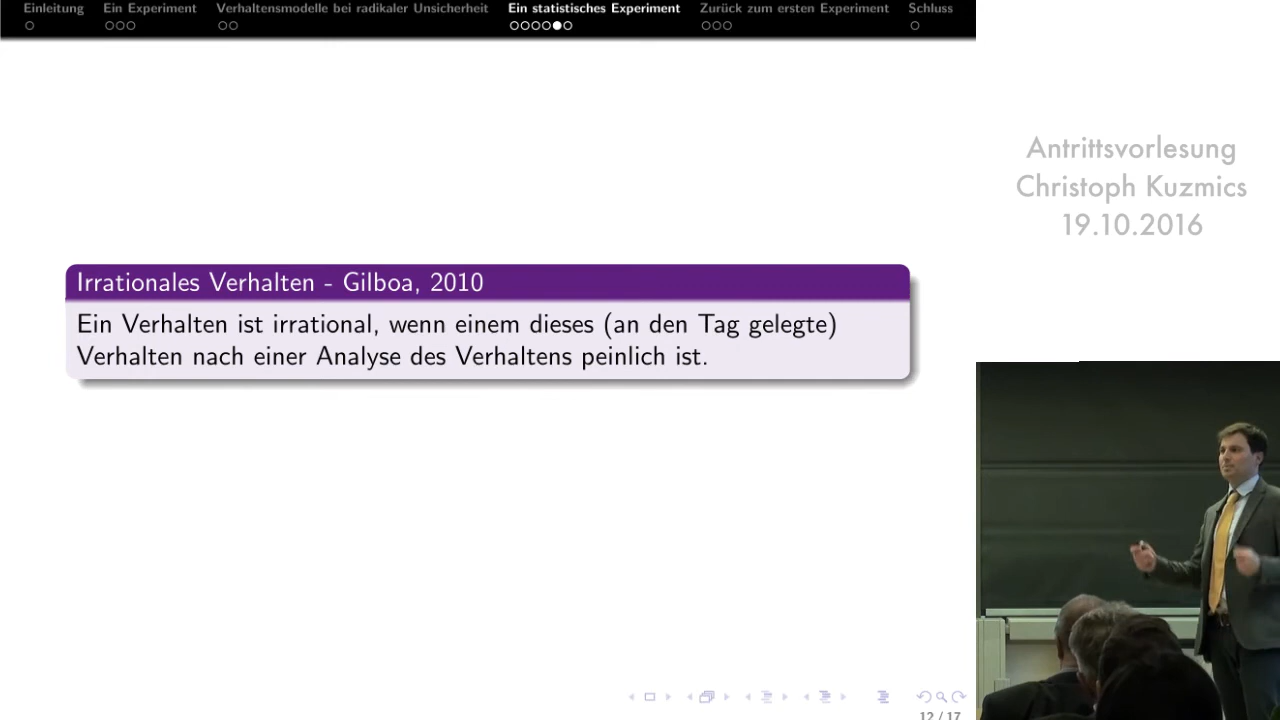 Einleitung Ein Experiment Verhaltensmodelle bei radikaler Unsicherheit Ein statistisches Experiment Zurück zum ersten Experiment Schluss
Antrittsvorlesung
Christoph Kuzmics
19.10.2016
Irrationales Verhalten - Gilboa, 2010
Ein Verhalten ist irrational, wenn einem dieses (an den Tag gelegte)
Verhalten nach einer Analyse des Verhaltens peinlich ist.
12 / 17